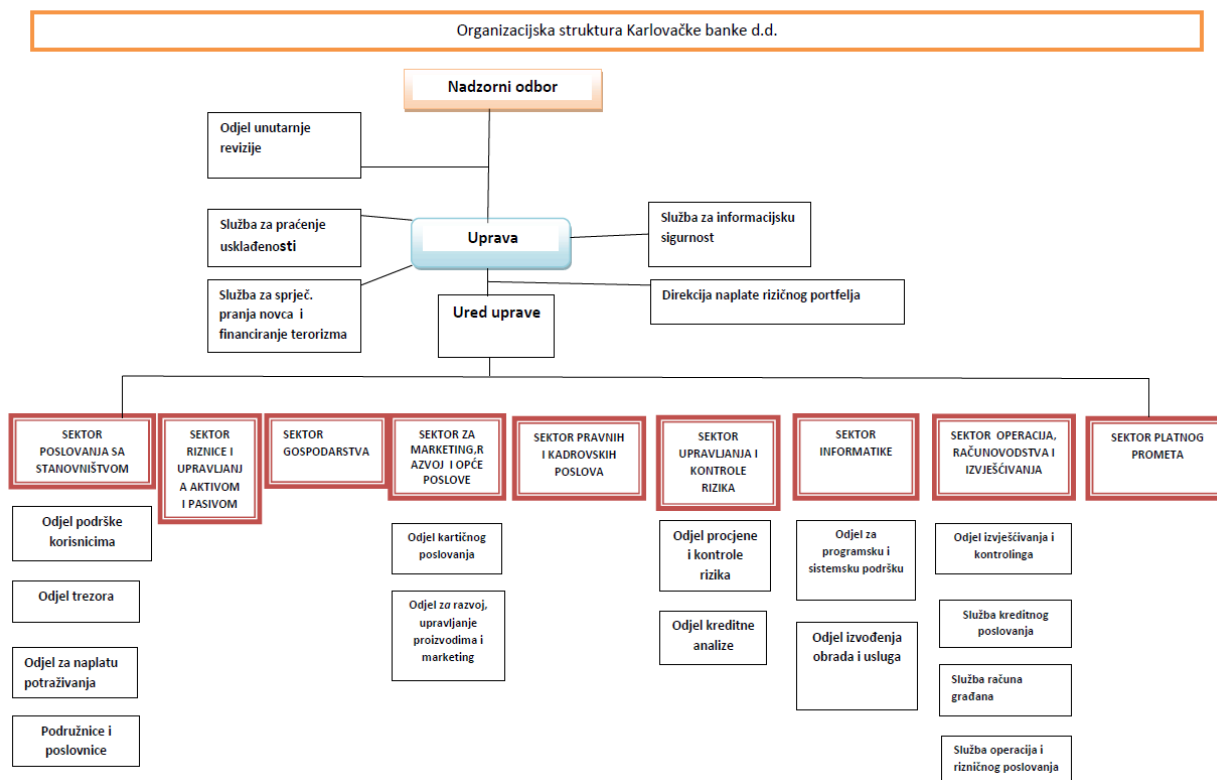 Organizacijska struktura Karlovačke banke d.d.
Nadzorni odbor
Odjel unutarnje
revizije
Služba za praćenje
usklađenosti
Uprava
Služba za informacijsku
sigurnost
Služba za sprječ.
pranja novca i
financiranje terorizma
Ured uprave
Direkcija naplate rizičnog portfelja
SEKTOR
POSLOVANJA SA
STANOVNIŠTVOM
SEKTOR
RIZNICE I
UPRAVLJANJ
A AKTIVOM
I PASIVOM
SEKTOR
GOSPODARSTVA
SEKTOR ZA
MARKETING,R
AZVOJ I OPĆE
POSLOVE
SEKTOR PRAVNIH
I KADROVSKIH
POSLOVA
SEKTOR
UPRAVLJANJA I
KONTROLE
RIZIKA
SEKTOR
INFORMATIKE
SEKTOR OPERACIJA,
RAČUNOVODSTVA I
IZVJEŠĆIVANJA
SEKTOR PLATNOG
PROMETA
Odjel podrške
korisnicima
Odjel trezora
Odjel za naplatu
potraživanja
Podružnice i
poslovnice
Odjel kartičnog
poslovanja
Odjel za razvoj,
upravljanje
proizvodima i
marketing
Odjel procjene
i kontrole
rizika
Odjel kreditne
analize
Odjel za
programsku i
sistemsku podršku
Odjel izvođenja
obrada i usluga
Odjel izvješćivanja i
kontrolinga
Služba kreditnog
poslovanja
Služba računa
građana
Služba operacija i
rizničnog poslovanja